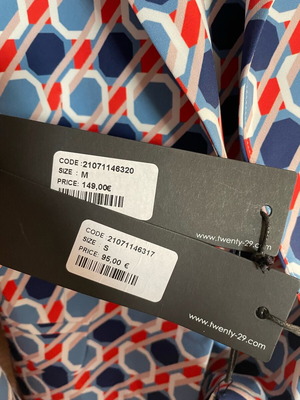 CODE :21071146320
SIZE : M
PRICE: 149,00€
www.twenty-29.com
CODE :21071146317
SIZE S
PRICE: 95,00 €
www.twenty-29.com